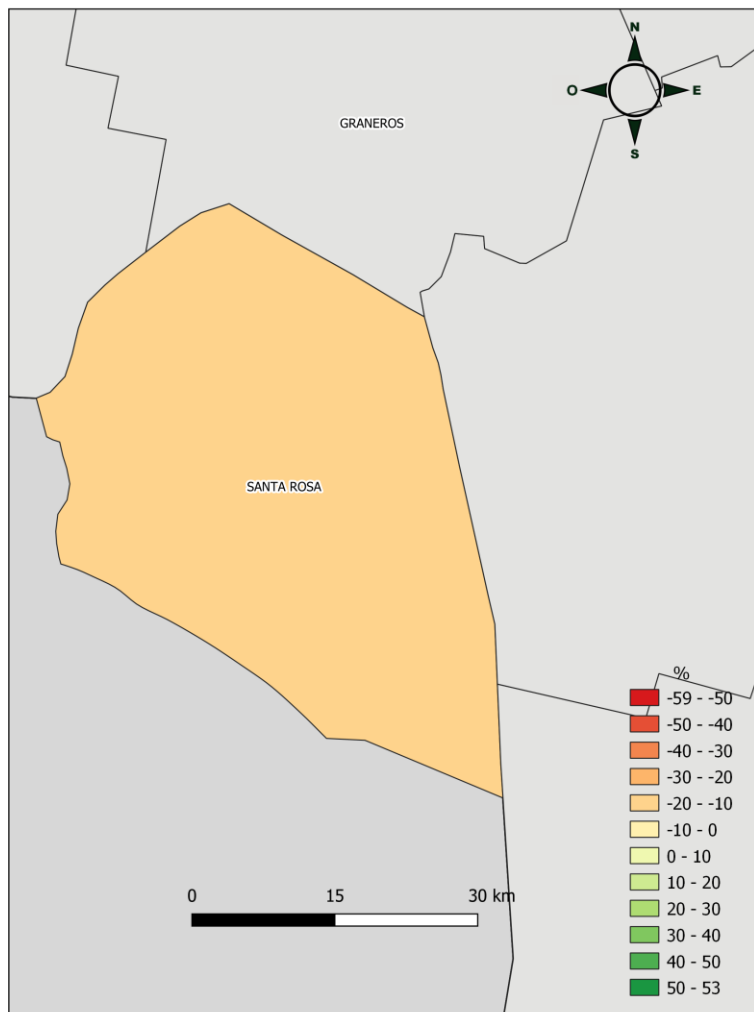 N
O E
S
GRANEROS
SANTA ROSA
%
-59 - -50
-50 - -40
-40 - -30
-30 - -20
-20 - -10
-10 - 0
0 - 10
10 - 20
20 - 30
30 - 40
40 - 50
50 - 53
0 15 30 km